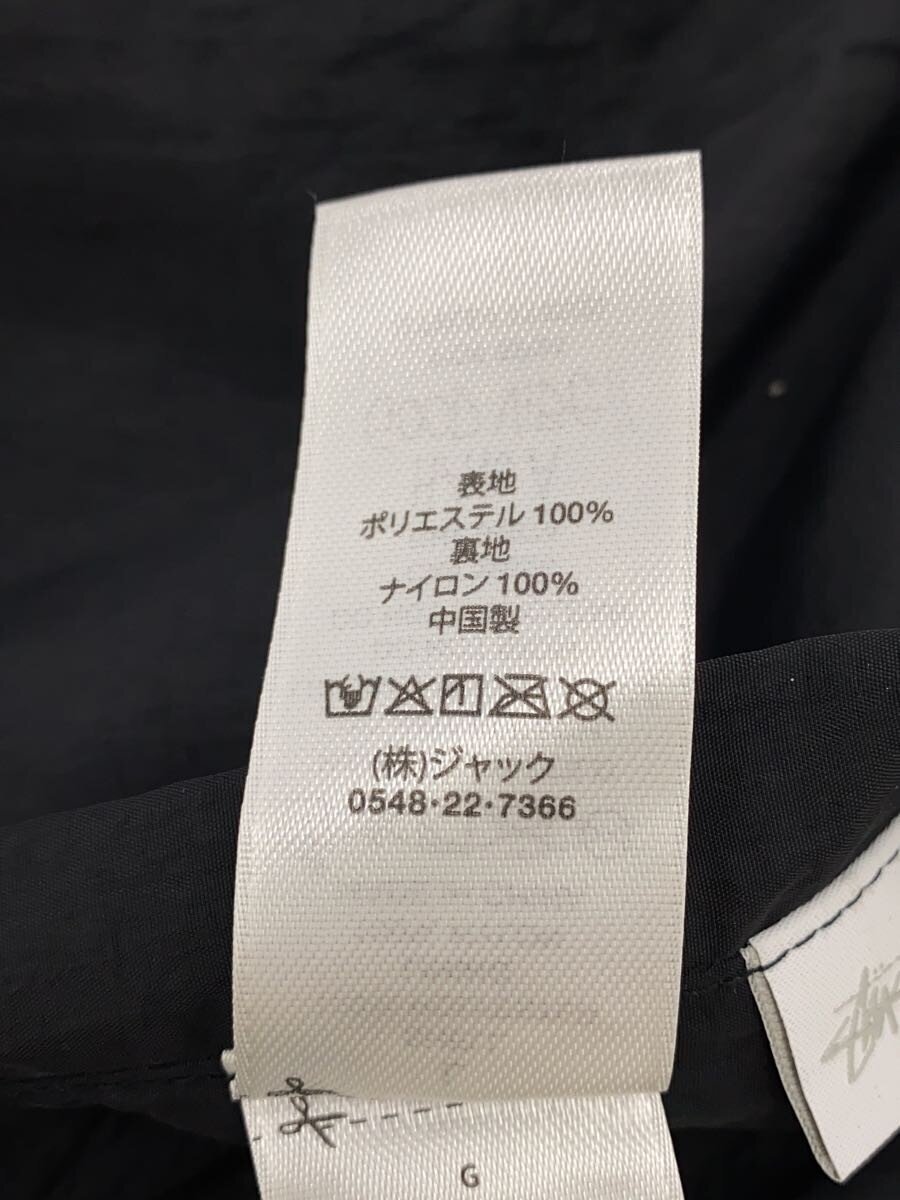 表地
ポリエステル 100%
裏地
ナイロン 100%
中国製
(株)ジャック
0548・22・7366
G